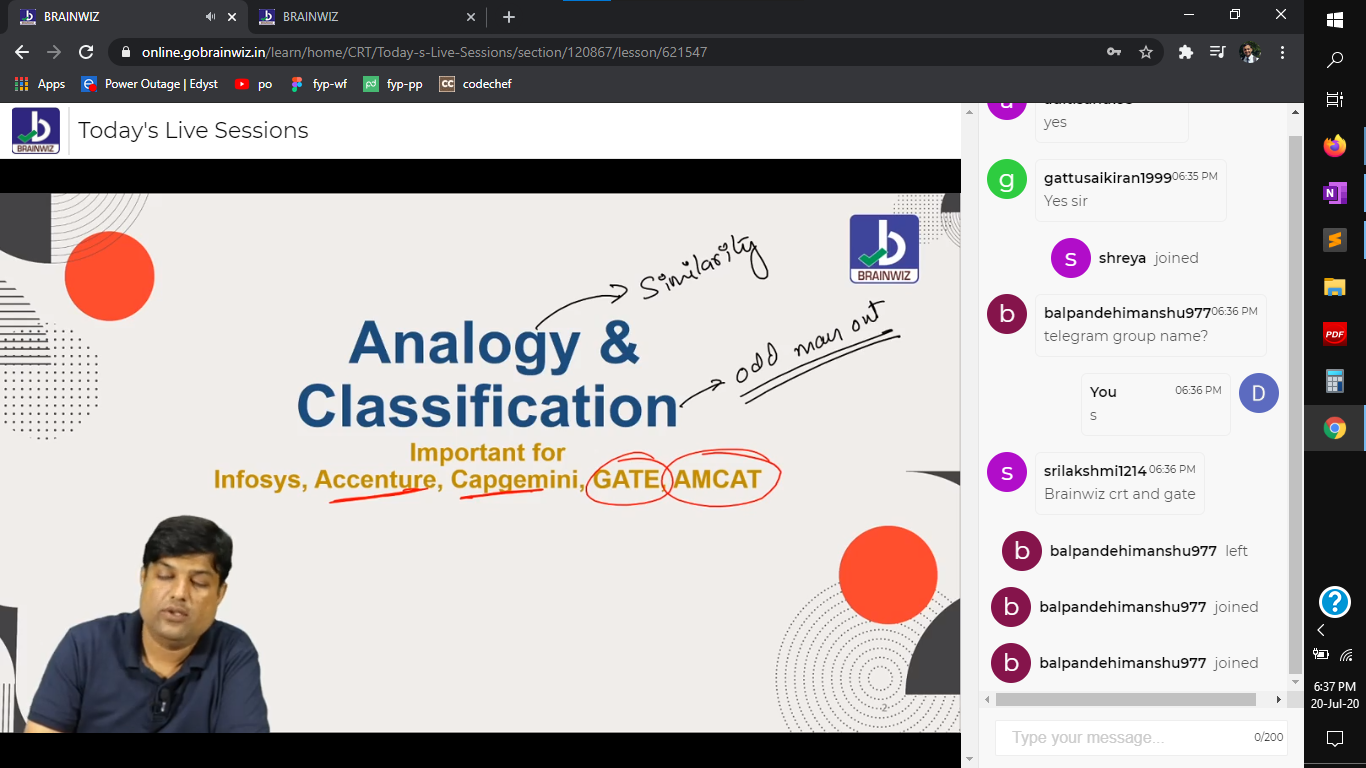 BRAINWIZ
BRAINWIZ
online.gobrainwiz.in/learn/home/CRT/Today-s-Live-Sessions/section/120867/lesson/621547
Apps
Power Outage | Edyst
po
fyp-wf
fyp-pp
codechef
BRAINWIZ
Today's Live Sessions
BRAINWIZ
Similarity
Analogy &
odd man out
Classification
Important for
Infosys, Accenture, Capgemini, GATE, AMCAT
2
yes
g
gattusaikiran1999 06:35 PM
Yes sir
s
shreya joined
b
balpandehimanshu977 06:36 PM
telegram group name?
You 06:36 PM
D
s
s
srilakshmi1214 06:36 PM
Brainwiz crt and gate
b
balpandehimanshu977 left
b
balpandehimanshu977 joined
b
balpandehimanshu977 joined
Type your message... 0/200
PDF
6:37 PM
20-Jul-20